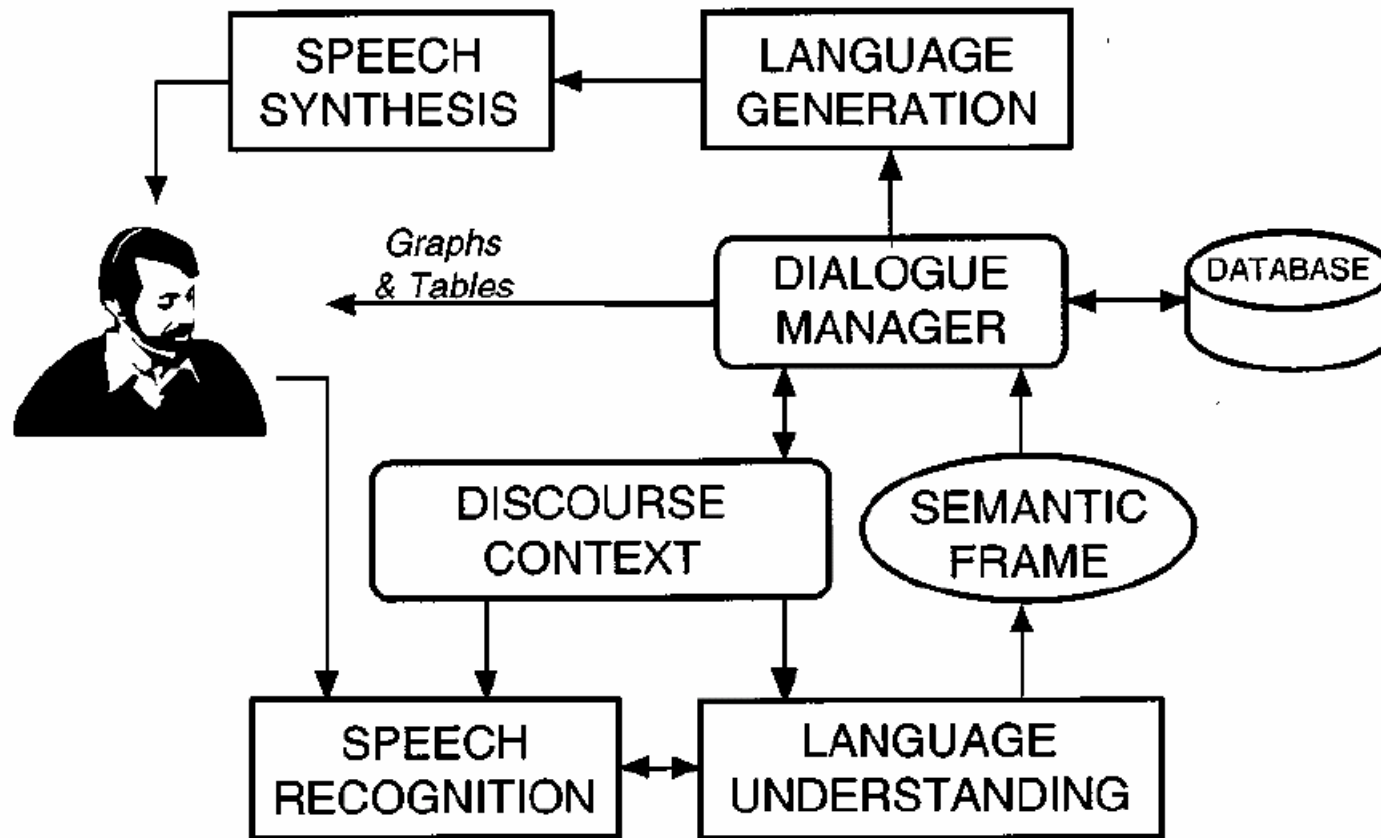 SPEECH
SYNTHESIS
LANGUAGE
GENERATION
Graphs
& Tables
DIALOGUE
MANAGER
DATABASE
DISCOURSE
CONTEXT
SEMANTIC
FRAME
SPEECH
RECOGNITION
LANGUAGE
UNDERSTANDING